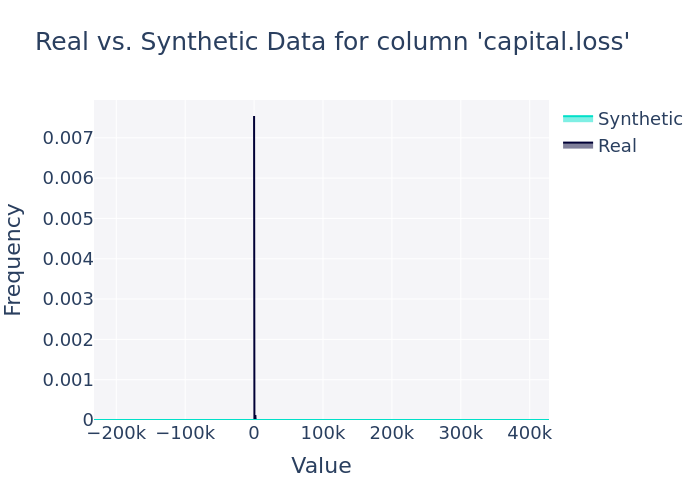 Real vs. Synthetic Data for column 'capital.loss'
Synthetic
Real
Frequency
0.007
0.006
0.005
0.004
0.003
0.002
0.001
0
−200k −100k 0 100k 200k 300k 400k
Value